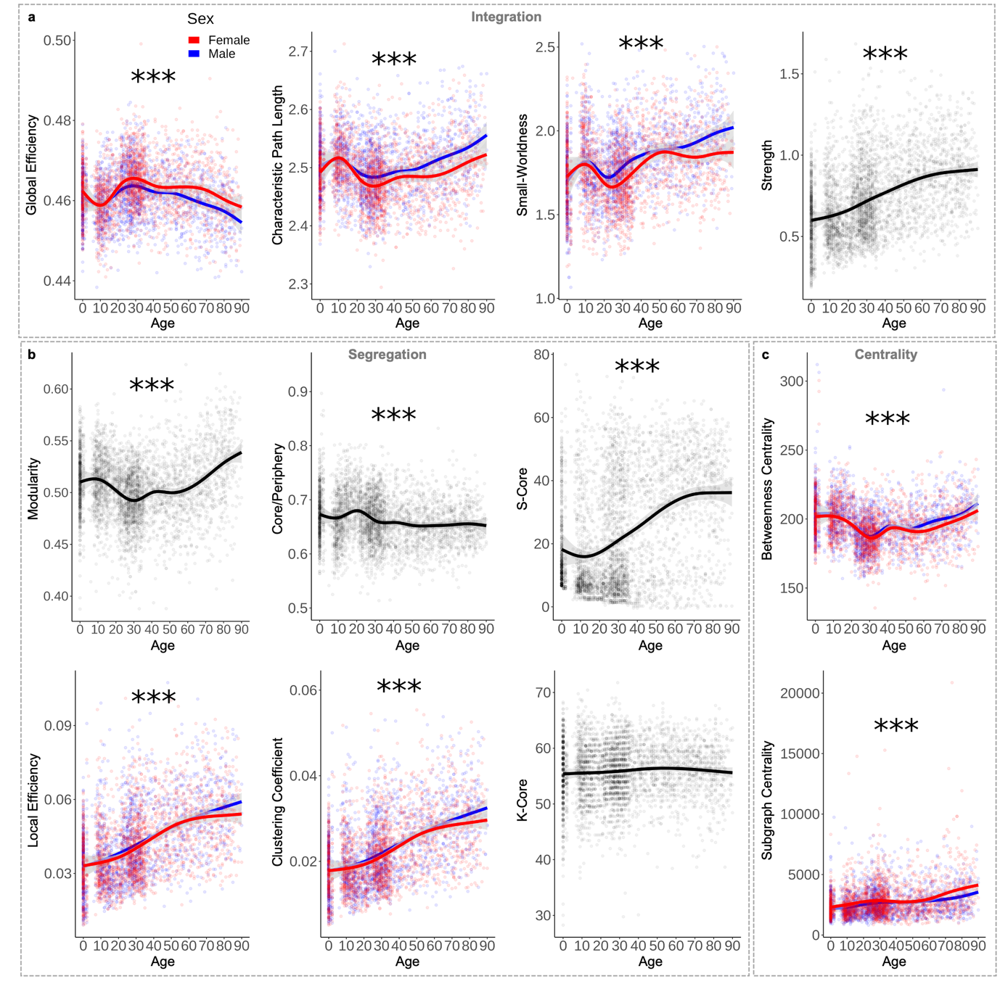 a
Integration
Sex
Female
Male
0.50
0.48
0.46
0.44
Global Efficiency
***
0 10 20 30 40 50 60 70 80 90
Age
2.7
2.6
2.5
2.4
2.3
Characteristic Path Length
***
0 10 20 30 40 50 60 70 80 90
Age
2.5
2.0
1.5
1.0
Small-Worldness
***
0 10 20 30 40 50 60 70 80 90
Age
1.5
1.0
0.5
Strength
***
0 10 20 30 40 50 60 70 80 90
Age
b
Segregation
0.60
0.55
0.50
0.45
0.40
Modularity
***
0 10 20 30 40 50 60 70 80 90
Age
0.9
0.8
0.7
0.6
0.5
Core/Periphery
***
0 10 20 30 40 50 60 70 80 90
Age
80
60
40
20
0
S-Core
***
0 10 20 30 40 50 60 70 80 90
Age
c
Centrality
300
250
200
150
Betweenness Centrality
***
0 10 20 30 40 50 60 70 80 90
Age
0.09
0.06
0.03
Local Efficiency
***
0 10 20 30 40 50 60 70 80 90
Age
0.06
0.04
0.02
Clustering Coefficient
***
0 10 20 30 40 50 60 70 80 90
Age
70
60
50
40
30
K-Core
0 10 20 30 40 50 60 70 80 90
Age
20000
15000
10000
5000
0
Subgraph Centrality
***
0 10 20 30 40 50 60 70 80 90
Age